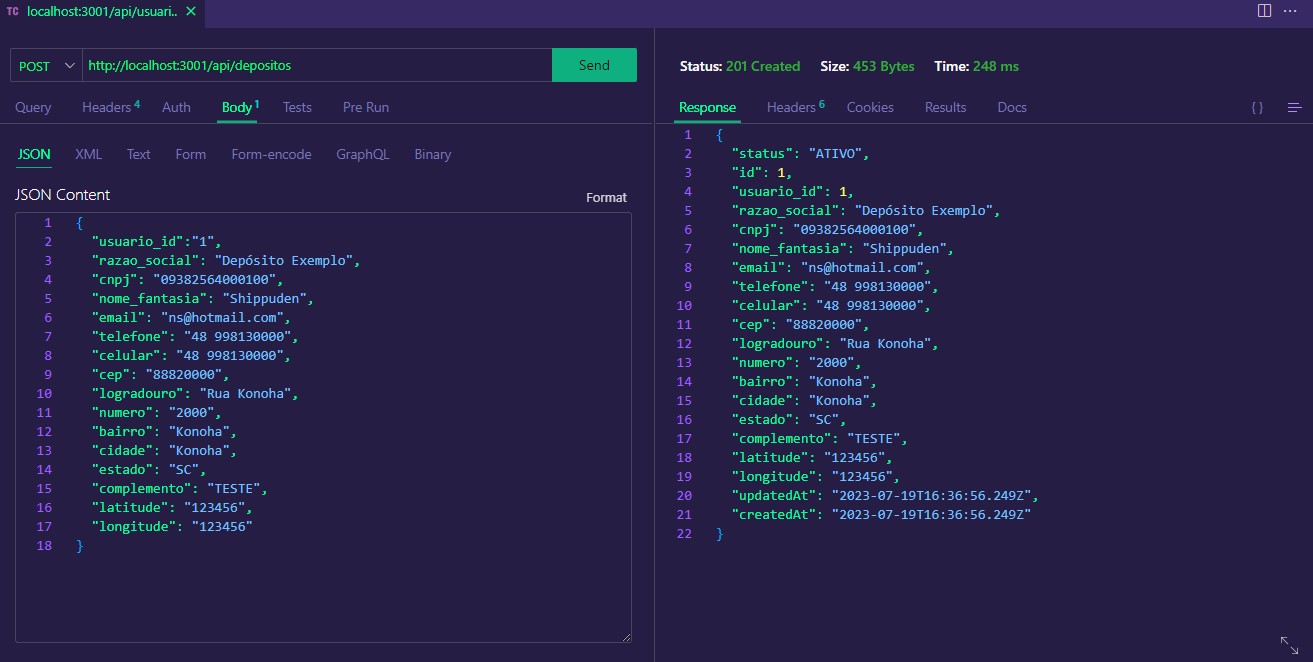 TC localhost:3001/api/usuari.. ✕ ···
POST http://localhost:3001/api/depositos Send
Query Headers 4 Auth Body 1 Tests Pre Run
JSON XML Text Form Form-encode GraphQL Binary
JSON Content Format
1 {
2 "usuario_id":"1",
3 "razao_social": "Depósito Exemplo",
4 "cnpj": "09382564000100",
5 "nome_fantasia": "Shippuden",
6 "email": "ns@hotmail.com",
7 "telefone": "48 998130000",
8 "celular": "48 998130000",
9 "cep": "88820000",
10 "logradouro": "Rua Konoha",
11 "numero": "2000",
12 "bairro": "Konoha",
13 "cidade": "Konoha",
14 "estado": "SC",
15 "complemento": "TESTE",
16 "latitude": "123456",
17 "longitude": "123456"
18 }
Status: 201 Created Size: 453 Bytes Time: 248 ms
Response Headers 6 Cookies Results Docs { }
1 {
2 "status": "ATIVO",
3 "id": 1,
4 "usuario_id": 1,
5 "razao_social": "Depósito Exemplo",
6 "cnpj": "09382564000100",
7 "nome_fantasia": "Shippuden",
8 "email": "ns@hotmail.com",
9 "telefone": "48 998130000",
10 "celular": "48 998130000",
11 "cep": "88820000",
12 "logradouro": "Rua Konoha",
13 "numero": "2000",
14 "bairro": "Konoha",
15 "cidade": "Konoha",
16 "estado": "SC",
17 "complemento": "TESTE",
18 "latitude": "123456",
19 "longitude": "123456",
20 "updatedAt": "2023-07-19T16:36:56.249Z",
21 "createdAt": "2023-07-19T16:36:56.249Z"
22 }